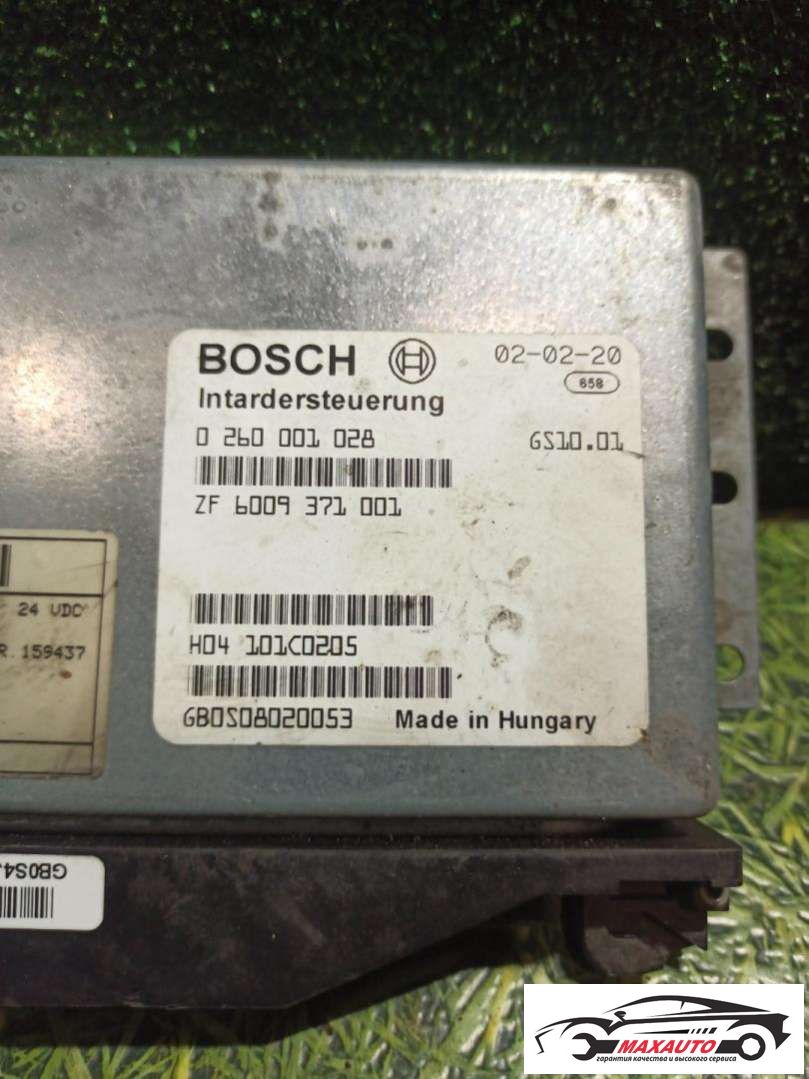 BOSCH 02-02-20
658
Intardersteuerung
0 260 001 028 GS10.01
ZF 6009 371 001
24 VDC
R. 159437
H04 101C0205
GB0S08020053 Made in Hungary
GB0S4
MAXAUTO
гарантия качества и высокого сервиса